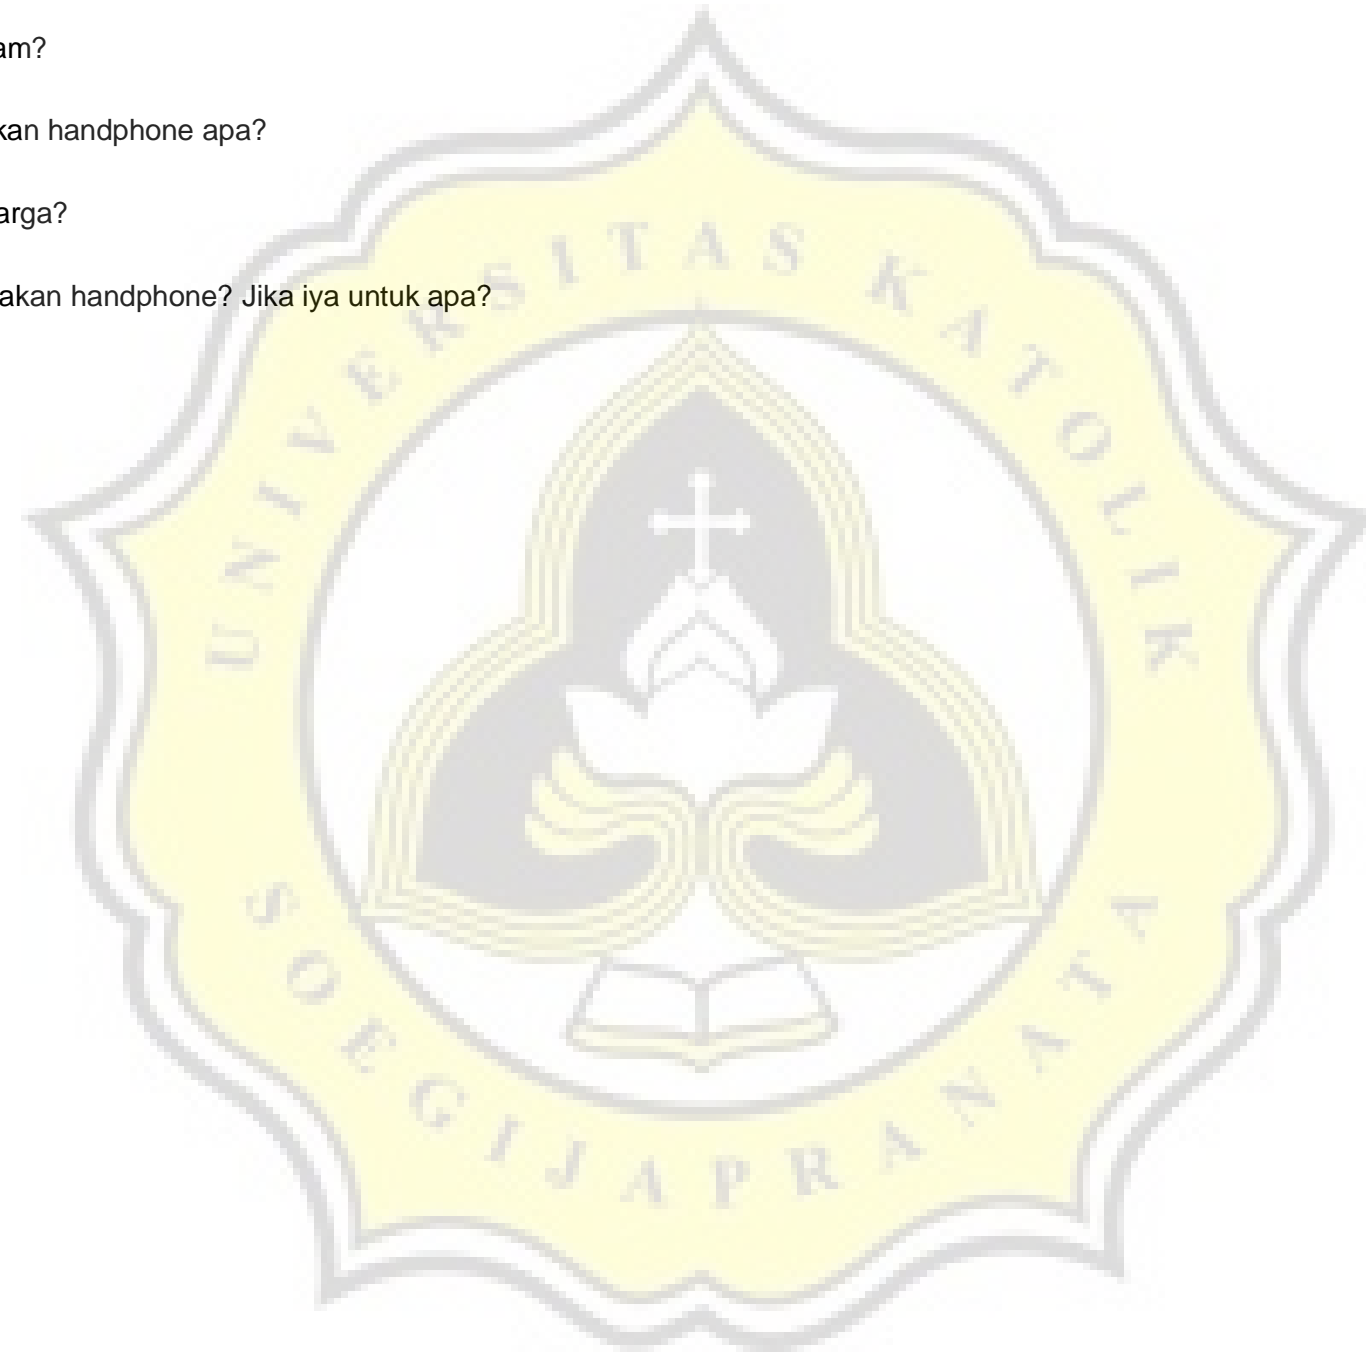 am?
kan handphone apa?
arga?
akan handphone? Jika iya untuk apa?
UNIVERSITAS KATOLIK
SOEGIJAPRANATA